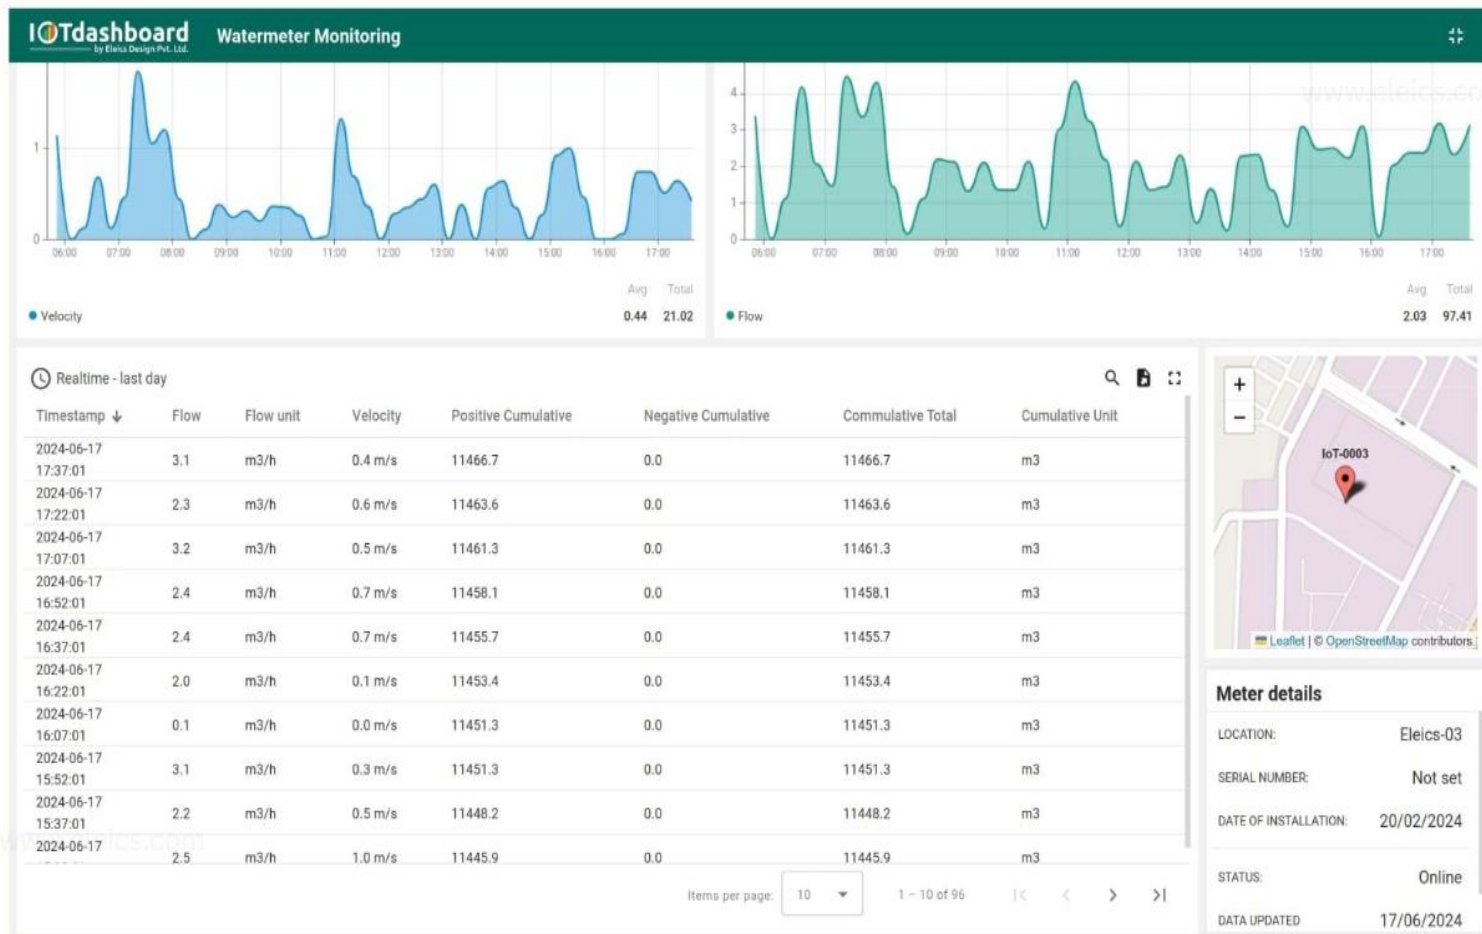 IOTdashboard
by Eleics Design Pvt. Ltd.
Watermeter Monitoring
www.eleics.co
1
0
06:00 07:00 08:00 09:00 10:00 11:00 12:00 13:00 14:00 15:00 16:00 17:00
Avg Total
Velocity 0.44 21.02
4
3
2
1
0
06:00 07:00 08:00 09:00 10:00 11:00 12:00 13:00 14:00 15:00 16:00 17:00
Avg Total
Flow 2.03 97.41
Realtime - last day
Timestamp Flow Flow unit Velocity Positive Cumulative Negative Cumulative Commulative Total Cumulative Unit
2024-06-17
17:37:01 3.1 m3/h 0.4 m/s 11466.7 0.0 11466.7 m3
2024-06-17
17:22:01 2.3 m3/h 0.6 m/s 11463.6 0.0 11463.6 m3
2024-06-17
17:07:01 3.2 m3/h 0.5 m/s 11461.3 0.0 11461.3 m3
2024-06-17
16:52:01 2.4 m3/h 0.7 m/s 11458.1 0.0 11458.1 m3
2024-06-17
16:37:01 2.4 m3/h 0.7 m/s 11455.7 0.0 11455.7 m3
2024-06-17
16:22:01 2.0 m3/h 0.1 m/s 11453.4 0.0 11453.4 m3
2024-06-17
16:07:01 0.1 m3/h 0.0 m/s 11451.3 0.0 11451.3 m3
2024-06-17
15:52:01 3.1 m3/h 0.3 m/s 11451.3 0.0 11451.3 m3
2024-06-17
15:37:01 2.2 m3/h 0.5 m/s 11448.2 0.0 11448.2 m3
2024-06-17
2.5 m3/h 1.0 m/s 11445.9 0.0 11445.9 m3
Items per page: 10 1 – 10 of 96
+
−
IoT-0003
Leaflet | © OpenStreetMap contributors
Meter details
LOCATION: Eleics-03
SERIAL NUMBER: Not set
DATE OF INSTALLATION: 20/02/2024
STATUS: Online
DATA UPDATED 17/06/2024